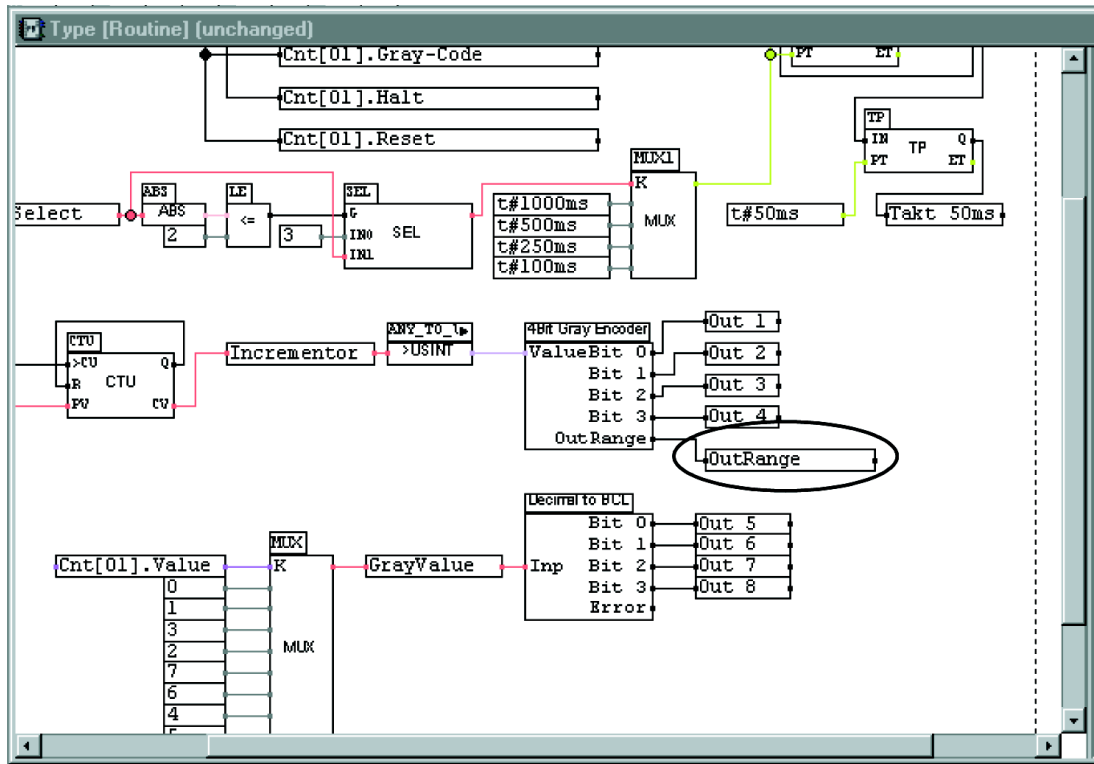 Type [Routine] (unchanged)
Cnt[01].Gray-Code
PT ET
Cnt[01].Halt
Cnt[01].Reset
TP
IN Q
TP
PT ET
MUX1
K
MUX
ABS
ABS
LE
<=
SEL
G
IN0 SEL
IN1
Select
2
3
t#1000ms
t#500ms
t#250ms
t#100ms
t#50ms
Takt 50ms
CTU
>CU Q
R CTU
PV CV
Incrementor
ANY_TO_
>USINT
4Bit Gray Encoder
Value Bit 0
Bit 1
Bit 2
Bit 3
OutRange
Out 1
Out 2
Out 3
Out 4
OutRange
Decimal to BCL
Bit 0
Bit 1
Inp Bit 2
Bit 3
Error
Out 5
Out 6
Out 7
Out 8
MUX
K
MUX
Cnt[01].Value
0
1
3
2
7
6
4
GrayValue